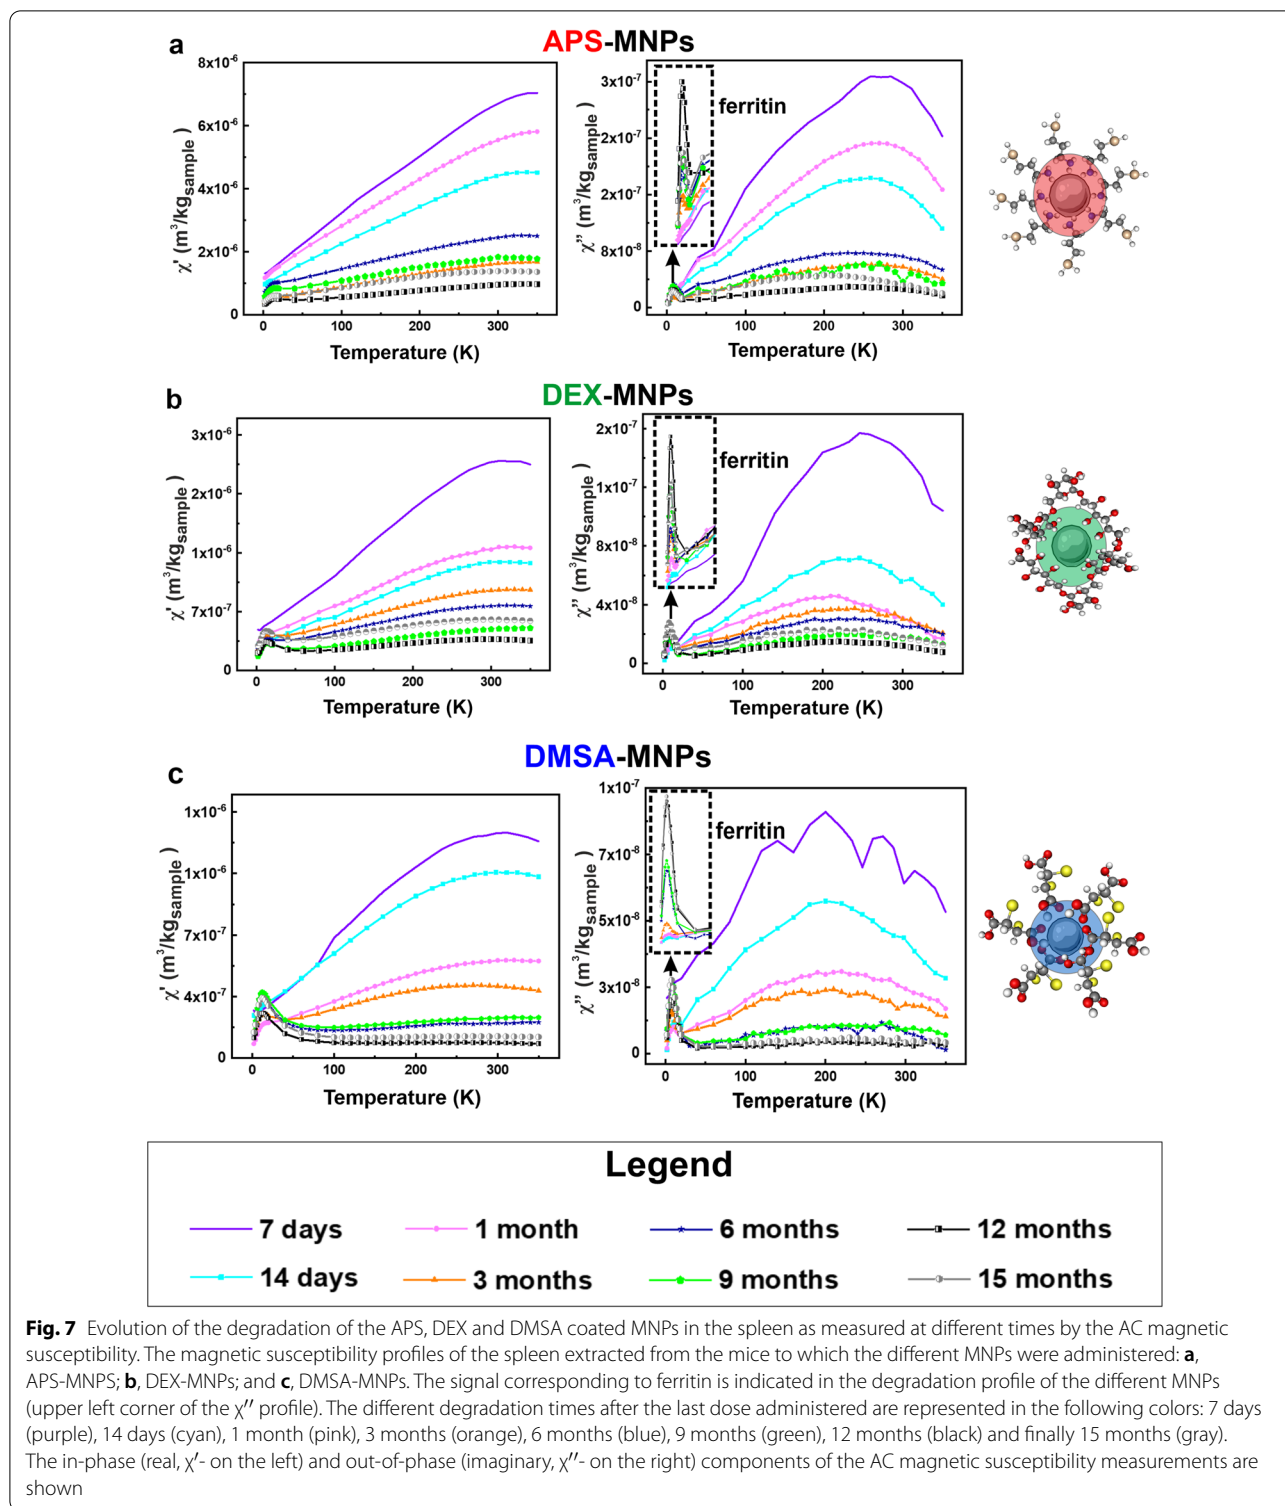 a
APS-MNPs
8x10⁻⁶
6x10⁻⁶
4x10⁻⁶
2x10⁻⁶
0
χ' (m³/kg_sample)
0 100 200 300
Temperature (K)
3x10⁻⁷
2x10⁻⁷
2x10⁻⁷
8x10⁻⁸
0
χ'' (m³/kg_sample)
ferritin
0 100 200 300
Temperature (K)
b
DEX-MNPs
3x10⁻⁶
2x10⁻⁶
1x10⁻⁶
7x10⁻⁷
0
χ' (m³/kg_sample)
0 100 200 300
Temperature (K)
2x10⁻⁷
1x10⁻⁷
8x10⁻⁸
4x10⁻⁸
0
χ'' (m³/kg_sample)
ferritin
0 100 200 300
Temperature (K)
DMSA-MNPs
c
1x10⁻⁶
1x10⁻⁶
7x10⁻⁷
4x10⁻⁷
0
χ' (m³/kg_sample)
0 100 200 300
Temperature (K)
1x10⁻⁷
7x10⁻⁸
5x10⁻⁸
3x10⁻⁸
0
χ'' (m³/kg_sample)
ferritin
0 100 200 300
Temperature (K)
Legend
7 days 1 month 6 months 12 months
14 days 3 months 9 months 15 months
Fig. 7 Evolution of the degradation of the APS, DEX and DMSA coated MNPs in the spleen as measured at different times by the AC magnetic
susceptibility. The magnetic susceptibility profiles of the spleen extracted from the mice to which the different MNPs were administered: a,
APS-MNPS; b, DEX-MNPs; and c, DMSA-MNPs. The signal corresponding to ferritin is indicated in the degradation profile of the different MNPs
(upper left corner of the χ″ profile). The different degradation times after the last dose administered are represented in the following colors: 7 days
(purple), 14 days (cyan), 1 month (pink), 3 months (orange), 6 months (blue), 9 months (green), 12 months (black) and finally 15 months (gray).
The in-phase (real, χ′- on the left) and out-of-phase (imaginary, χ″- on the right) components of the AC magnetic susceptibility measurements are
shown